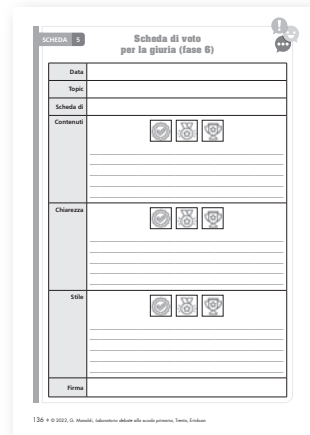 SCHEDA 5
Scheda di voto
per la giuria (fase 6)
Data
Topic
Scheda di
Contenuti
Chiarezza
Stile
Firma
136 • © 2023, G. Manaldi, Laboratorio debate alla scuola primaria, Trento, Erickson